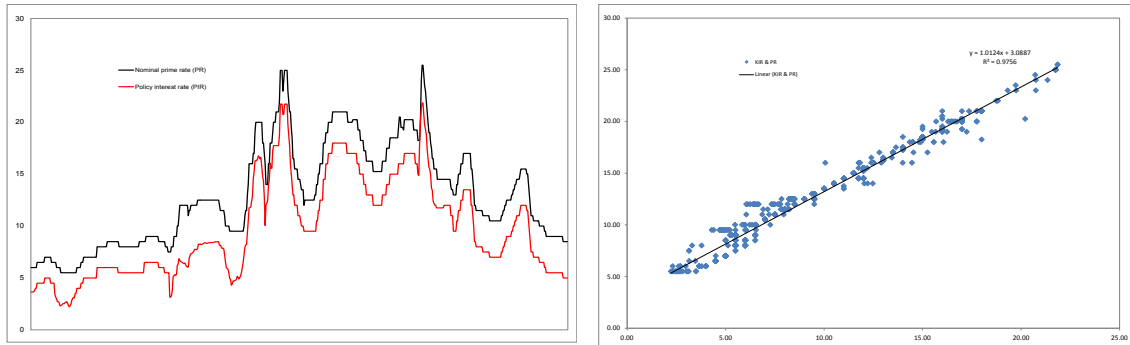 30
25
20
15
10
5
0
Nominal prime rate (PR)
Policy interest rate (PIR)
30.00
25.00
20.00
15.00
10.00
5.00
0.00
y = 1.0124x + 3.0887
R² = 0.9756
KIR & PR
Linear (KIR & PR)
0.00 5.00 10.00 15.00 20.00 25.00